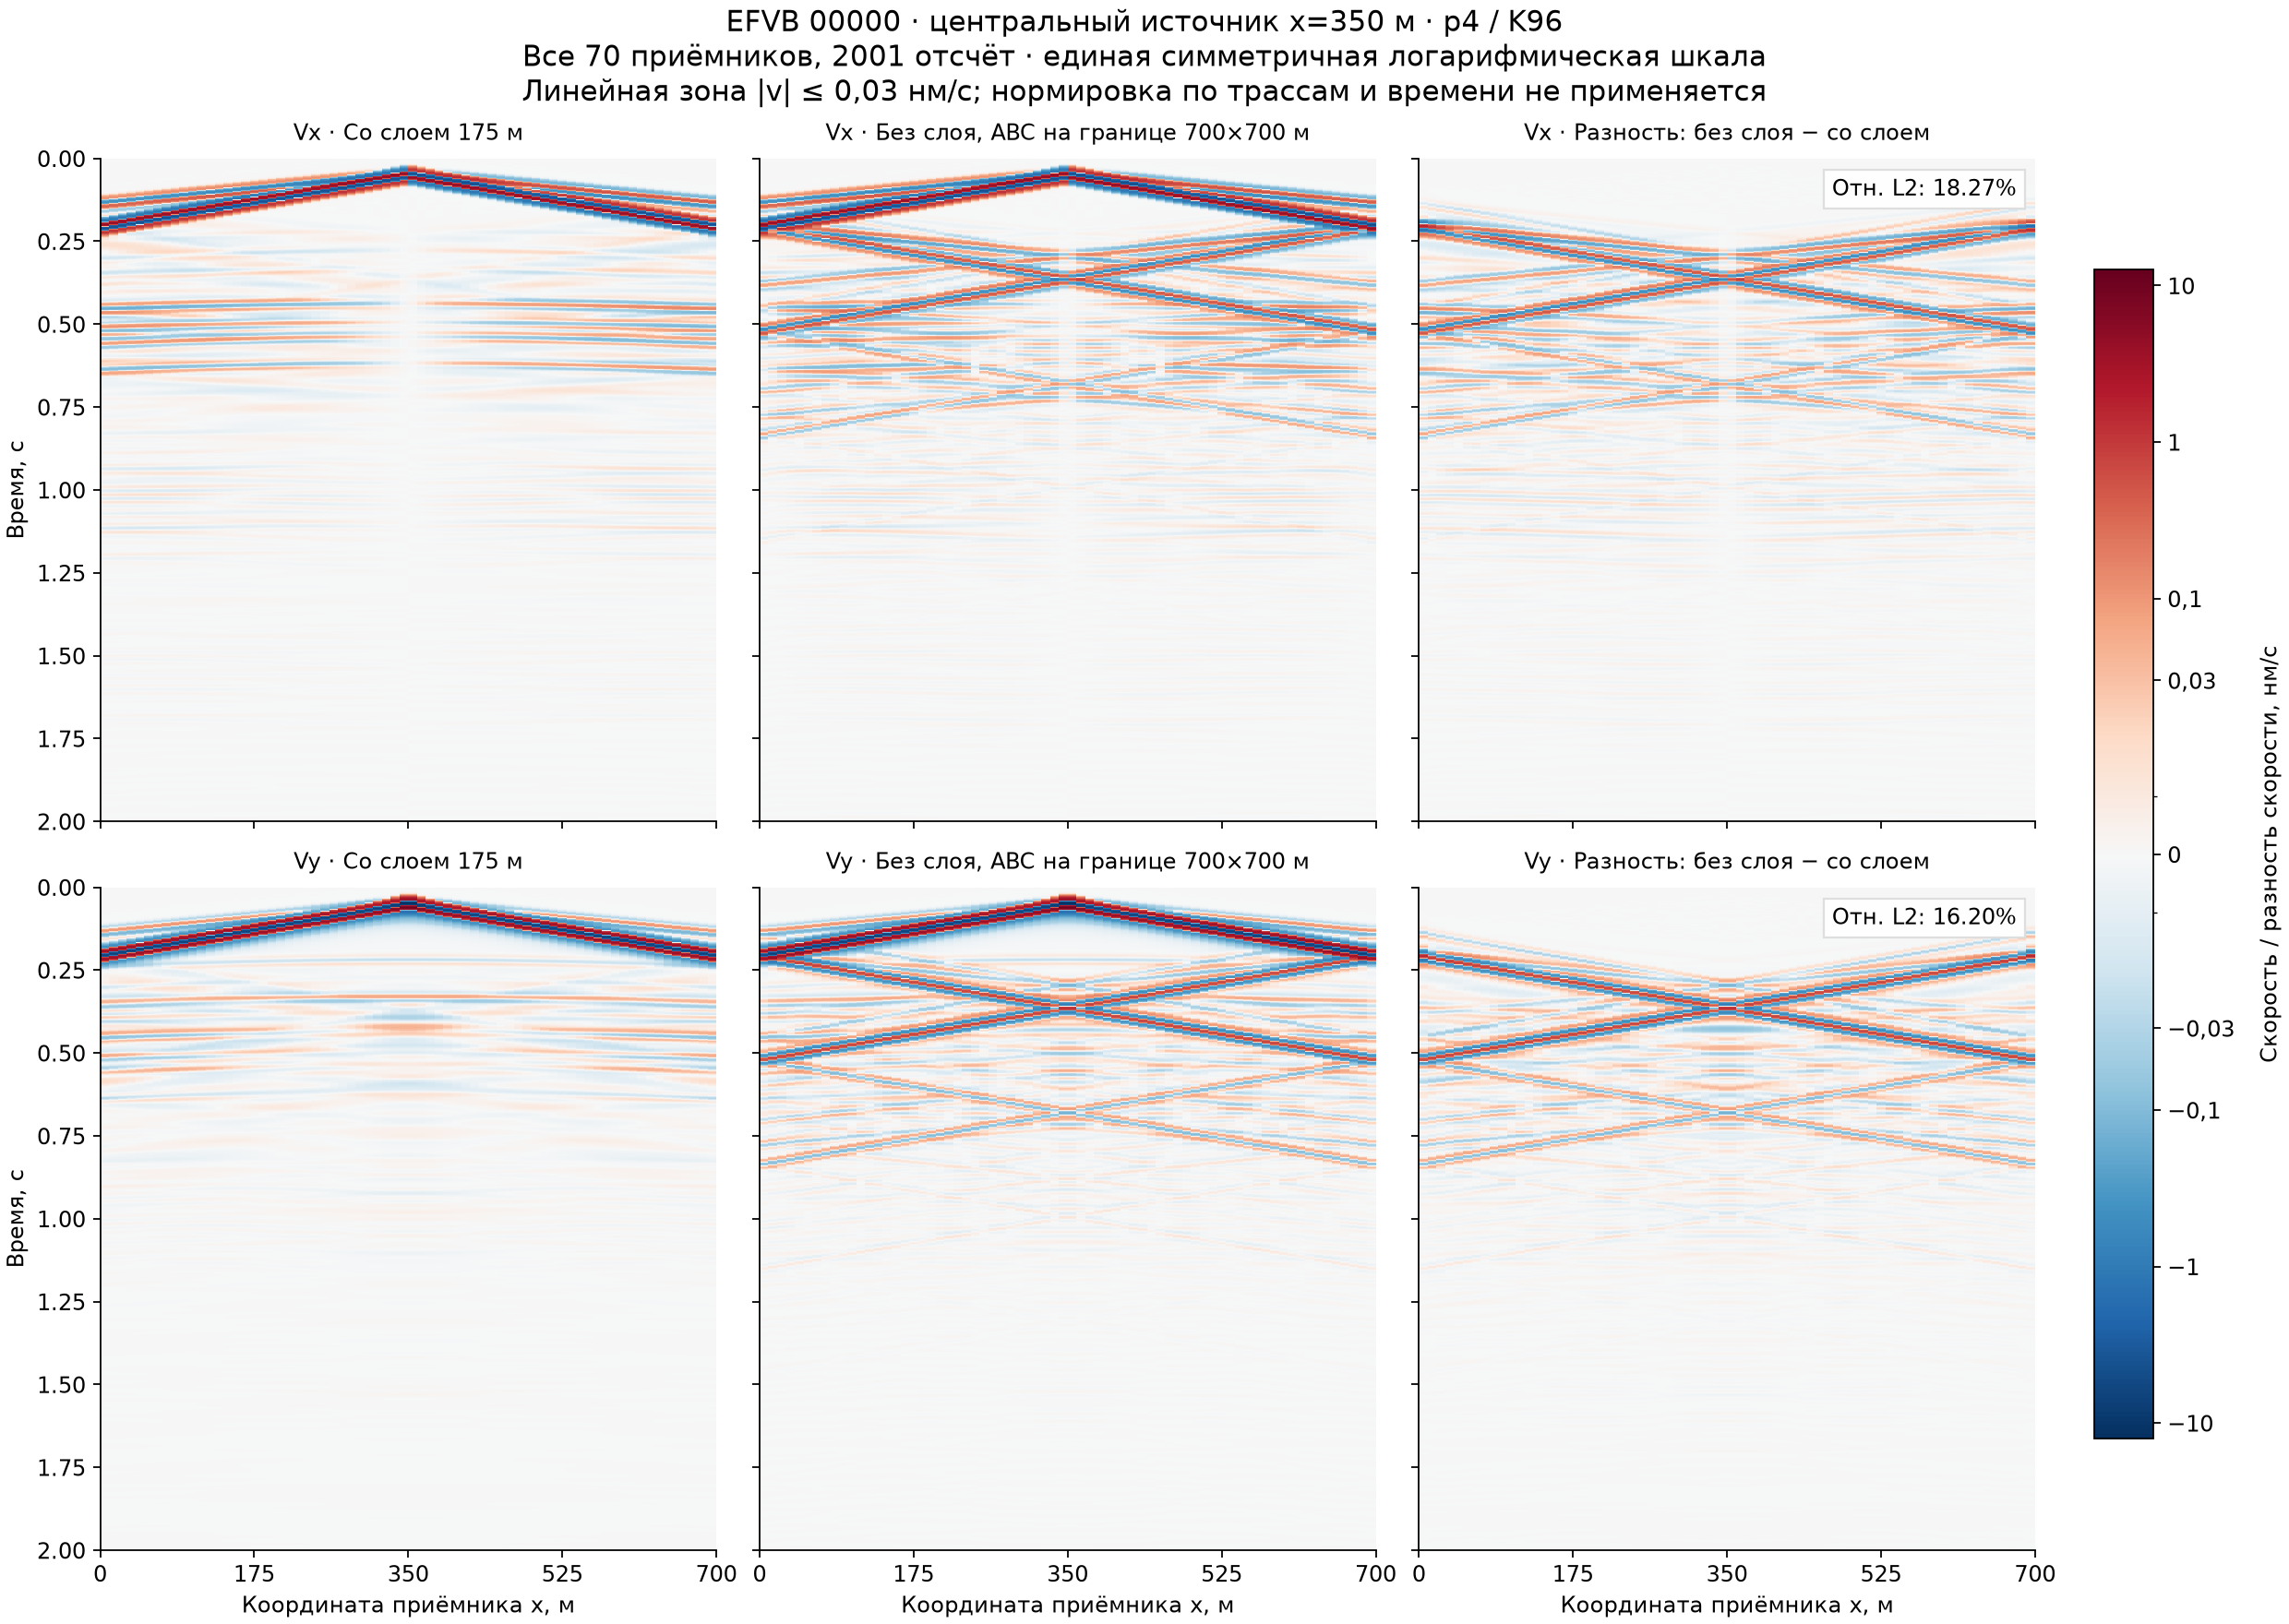 EFVB 00000 · центральный источник x=350 м · p4 / K96
Все 70 приёмников, 2001 отсчёт · единая симметричная логарифмическая шкала
Линейная зона |v| ≤ 0,03 нм/с; нормировка по трассам и времени не применяется
Vx · Со слоем 175 м
Vx · Без слоя, ABC на границе 700×700 м
Vx · Разность: без слоя − со слоем
Отн. L2: 18.27%
0.00
0.25
0.50
0.75
1.00
1.25
1.50
1.75
2.00
Время, с
Vy · Со слоем 175 м
Vy · Без слоя, ABC на границе 700×700 м
Vy · Разность: без слоя − со слоем
Отн. L2: 16.20%
0.00
0.25
0.50
0.75
1.00
1.25
1.50
1.75
2.00
Время, с
0 175 350 525 700
0 175 350 525 700
0 175 350 525 700
Координата приёмника x, м
Координата приёмника x, м
Координата приёмника x, м
10
1
0,1
0,03
0
−0,03
−0,1
−1
−10
Скорость / разность скорости, нм/с